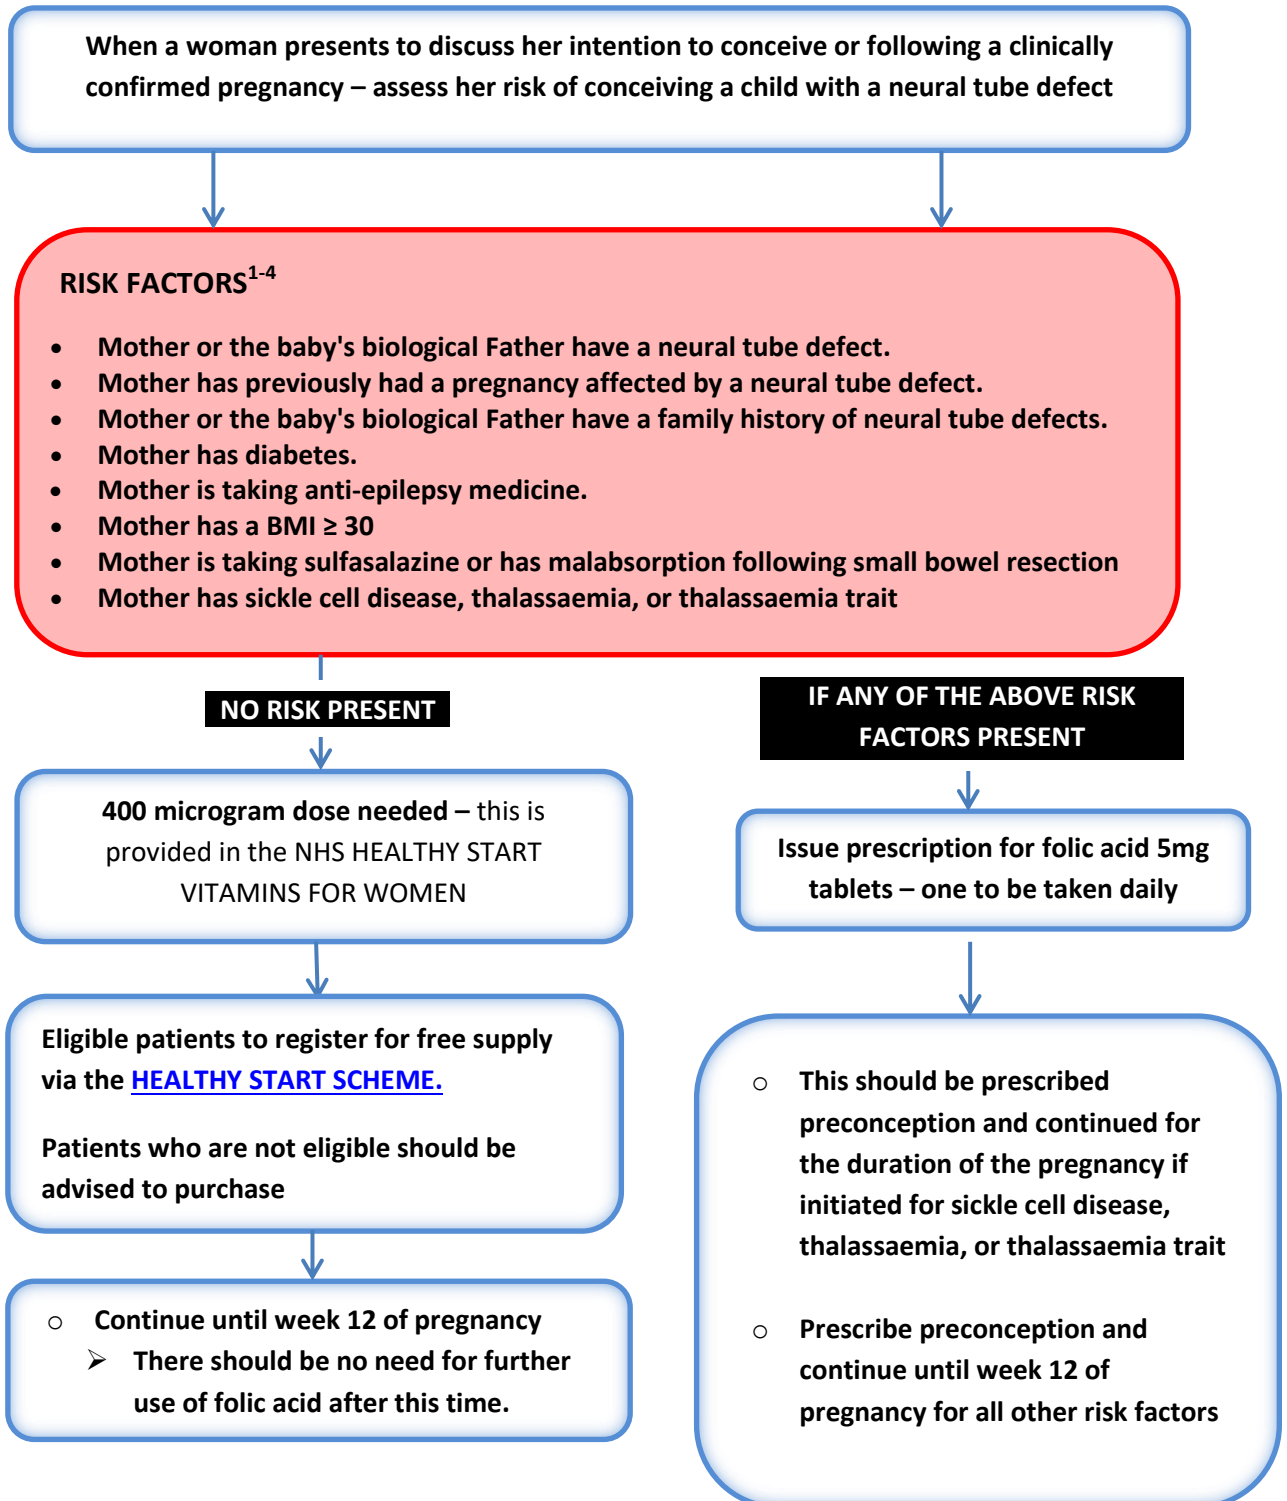 When a woman presents to discuss her intention to conceive or following a clinically
confirmed pregnancy – assess her risk of conceiving a child with a neural tube defect
RISK FACTORS1-4
• Mother or the baby's biological Father have a neural tube defect.
• Mother has previously had a pregnancy affected by a neural tube defect.
• Mother or the baby's biological Father have a family history of neural tube defects.
• Mother has diabetes.
• Mother is taking anti-epilepsy medicine.
• Mother has a BMI ≥ 30
• Mother is taking sulfasalazine or has malabsorption following small bowel resection
• Mother has sickle cell disease, thalassaemia, or thalassaemia trait
NO RISK PRESENT
400 microgram dose needed – this is
provided in the NHS HEALTHY START
VITAMINS FOR WOMEN
Eligible patients to register for free supply
via the HEALTHY START SCHEME.
Patients who are not eligible should be
advised to purchase
o Continue until week 12 of pregnancy
➢ There should be no need for further
use of folic acid after this time.
IF ANY OF THE ABOVE RISK
FACTORS PRESENT
Issue prescription for folic acid 5mg
tablets – one to be taken daily
o This should be prescribed
preconception and continued for
the duration of the pregnancy if
initiated for sickle cell disease,
thalassaemia, or thalassaemia trait
o Prescribe preconception and
continue until week 12 of
pregnancy for all other risk factors